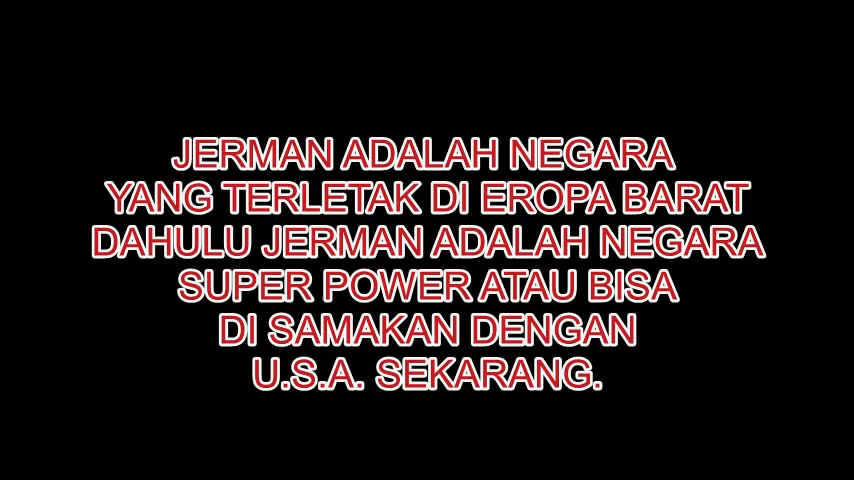 JERMAN ADALAH NEGARA
YANG TERLETAK DI EROPA BARAT
DAHULU JERMAN ADALAH NEGARA
SUPER POWER ATAU BISA
DI SAMAKAN DENGAN
U.S.A. SEKARANG.